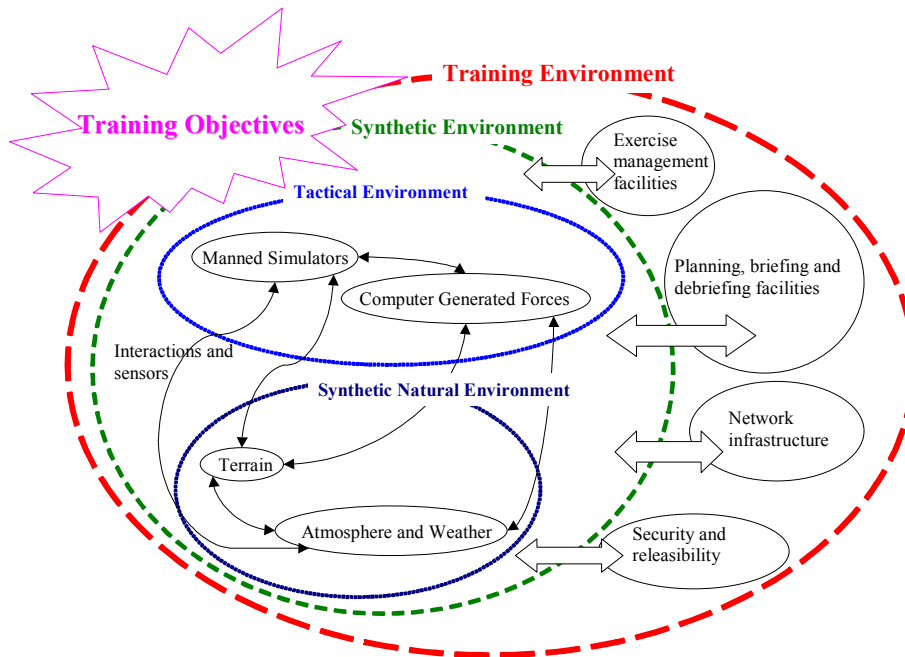 Training Environment
Training Objectives
Synthetic Environment
Exercise
management
facilities
Tactical Environment
Manned Simulators
Planning, briefing and
debriefing facilities
Computer Generated Forces
Interactions and
sensors
Synthetic Natural Environment
Network
infrastructure
Terrain
Atmosphere and Weather
Security and
releasibility